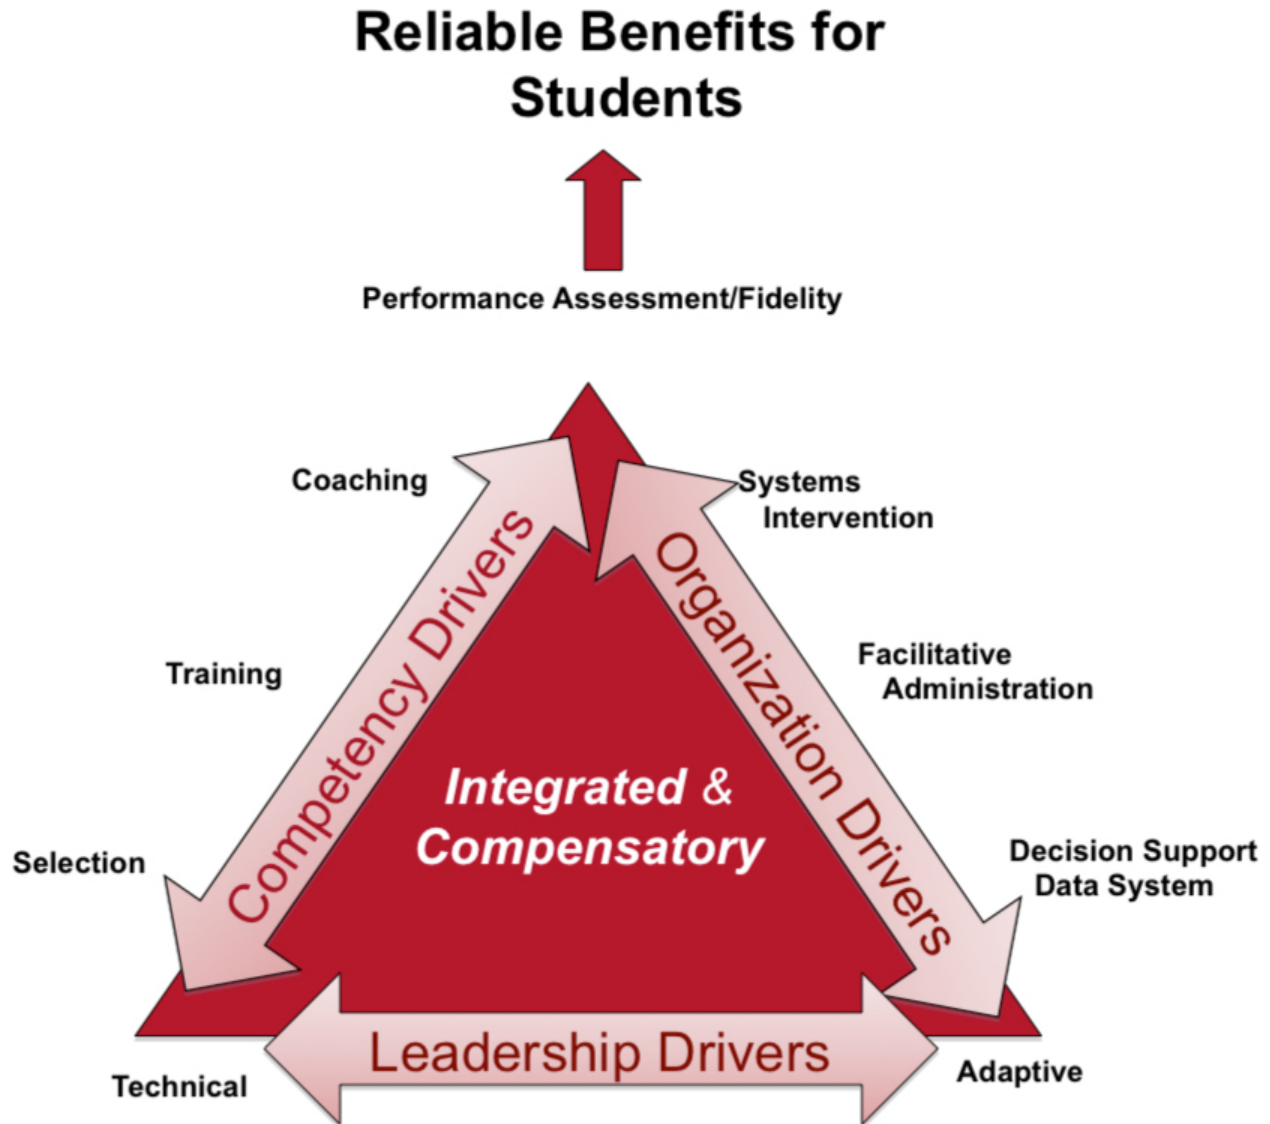 Reliable Benefits for
Students
Performance Assessment/Fidelity
Coaching
Systems
Intervention
Competency Drivers
Organization Drivers
Training
Facilitative
Administration
Integrated &
Compensatory
Selection
Decision Support
Data System
Leadership Drivers
Technical
Adaptive